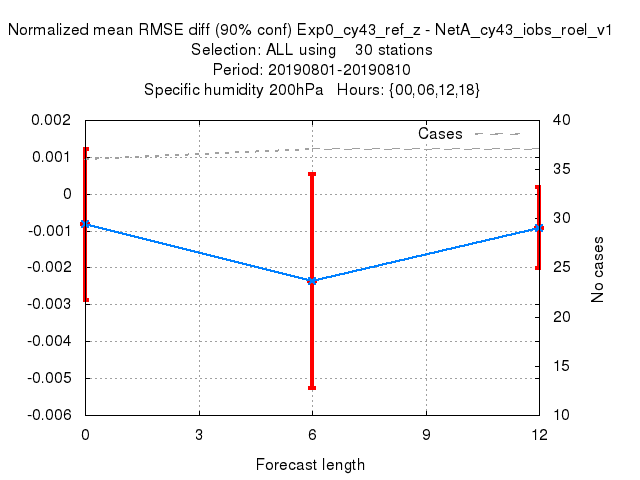 Normalized mean RMSE diff (90% conf) Exp0_cy43_ref_z - NetA_cy43_iobs_roel_v1
Selection: ALL using 30 stations
Period: 20190801-20190810
Specific humidity 200hPa Hours: {00,06,12,18}
Cases
0.002
0.001
0
-0.001
-0.002
-0.003
-0.004
-0.005
-0.006
40
35
30
25
20
15
10
No cases
0 3 6 9 12
Forecast length